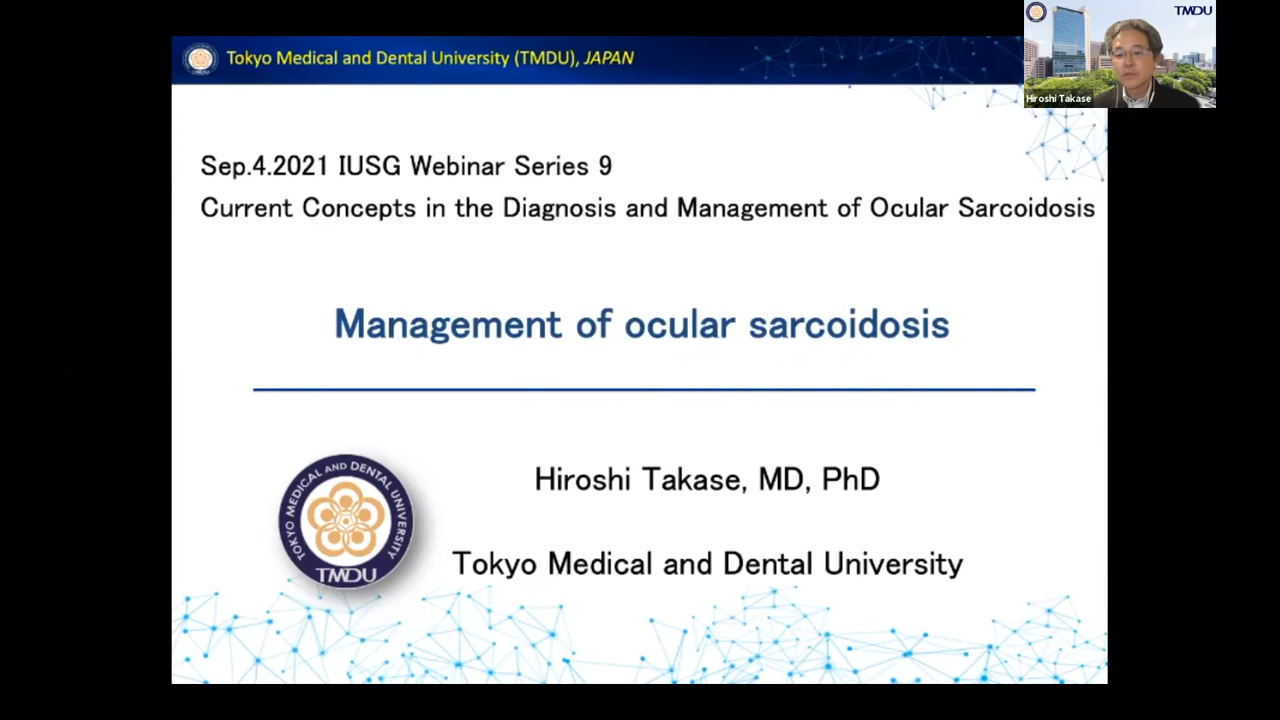 Tokyo Medical and Dental University (TMDU), JAPAN
TMDU
Hiroshi Takase
Sep.4.2021 IUSG Webinar Series 9
Current Concepts in the Diagnosis and Management of Ocular Sarcoidosis
Management of ocular sarcoidosis
Hiroshi Takase, MD, PhD
TOKYO MEDICAL AND DENTAL UNIVERSITY
TMDU
Tokyo Medical and Dental University